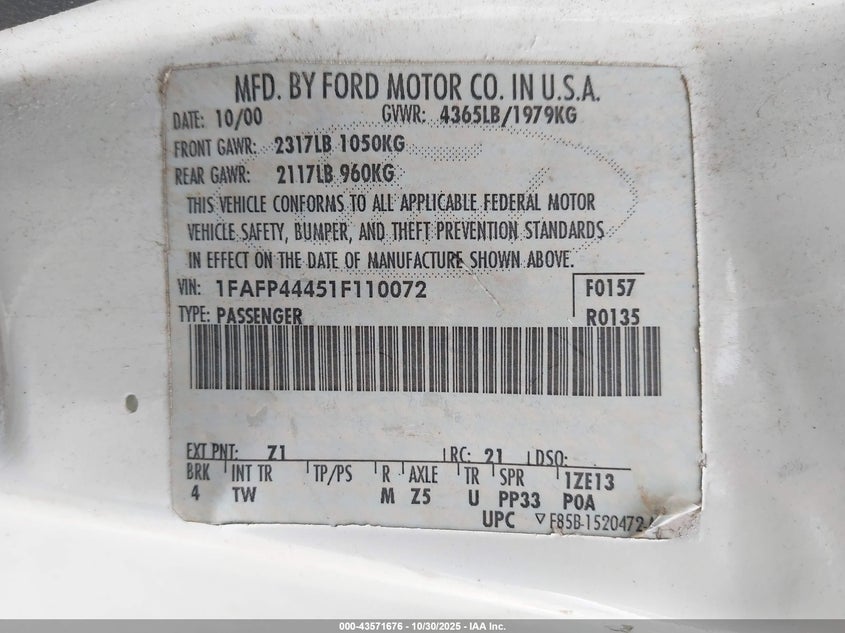 MFD. BY FORD MOTOR CO. IN U.S.A.
DATE: 10/00 GVWR: 4365LB/1979KG
FRONT GAWR: 2317LB 1050KG
REAR GAWR: 2117LB 960KG
THIS VEHICLE CONFORMS TO ALL APPLICABLE FEDERAL MOTOR
VEHICLE SAFETY, BUMPER, AND THEFT PREVENTION STANDARDS
IN EFFECT ON THE DATE OF MANUFACTURE SHOWN ABOVE.
VIN: 1FAFP44451F110072 F0157
TYPE: PASSENGER R0135
EXT PNT: Z1 RC: 21 DSO:
BRK INT TR TP/PS R AXLE TR SPR 1ZE13
4 TW M Z5 U PP33 P0A
UPC ▽F85B-1520472-
000-43571676 - 10/30/2025 - IAA Inc.